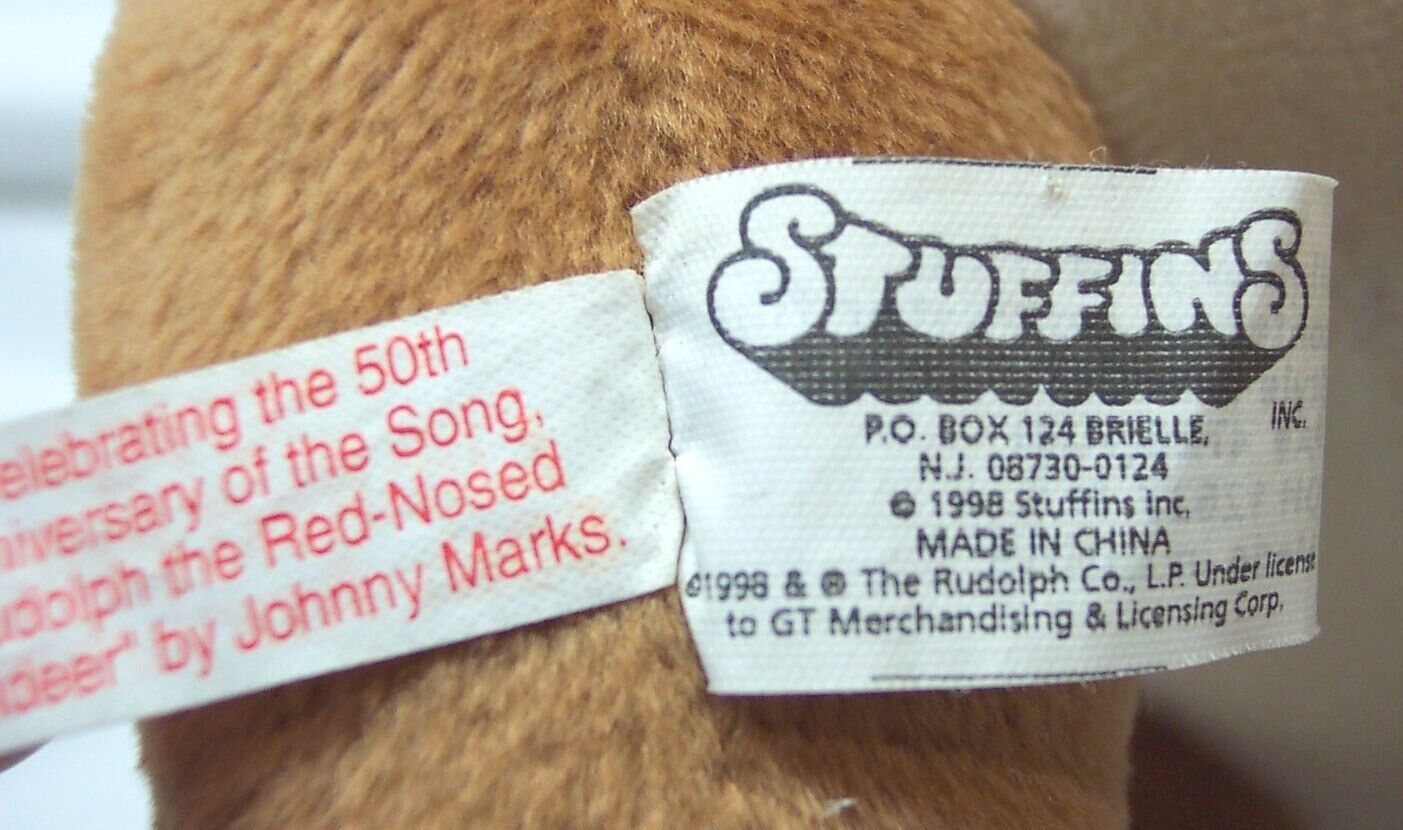 elebrating the 50th
niversary of the Song,
udolph the Red-Nosed
ndeer" by Johnny Marks.
STUFFINS
INC.
P.O. BOX 124 BRIELLE,
N.J. 08730-0124
© 1998 Stuffins Inc.
MADE IN CHINA
©1998 & ® The Rudolph Co., L.P. Under license
to GT Merchandising & Licensing Corp.